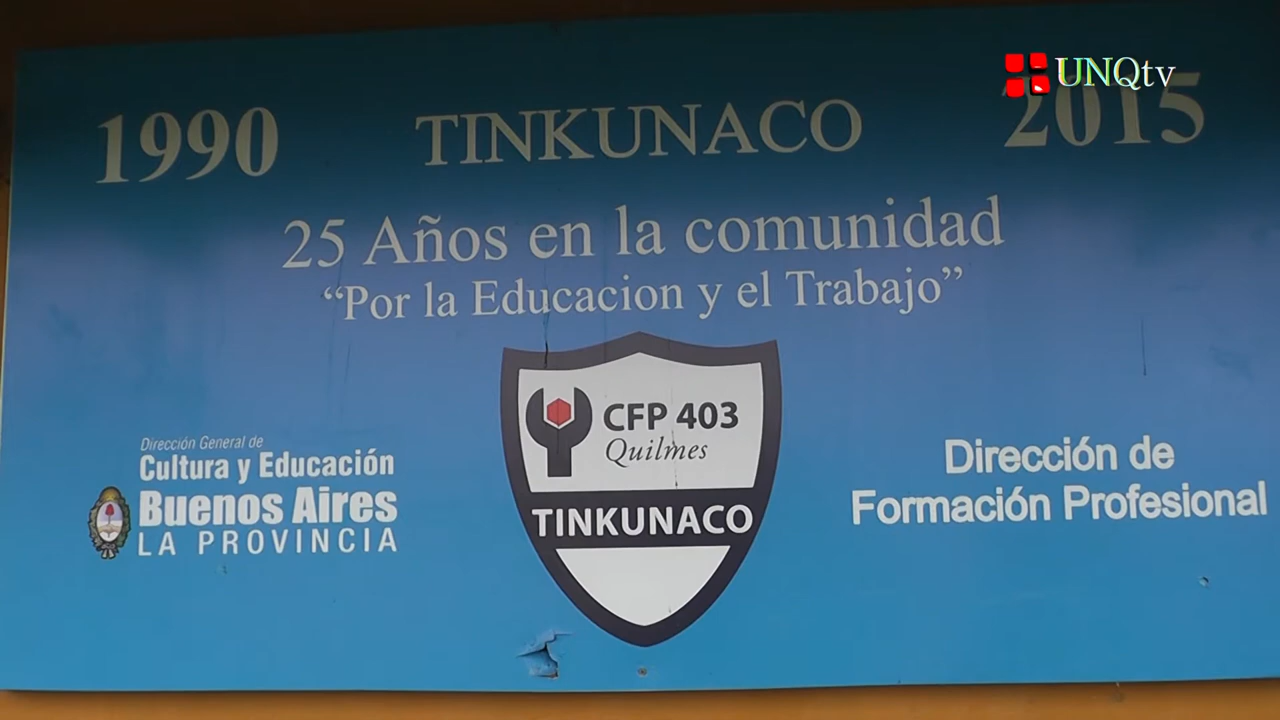 UNQtv
1990 TINKUNACO 2015
25 Años en la comunidad
“Por la Educacion y el Trabajo”
CFP 403
Quilmes
TINKUNACO
Dirección General de
Cultura y Educación
Buenos Aires
LA PROVINCIA
Dirección de
Formación Profesional